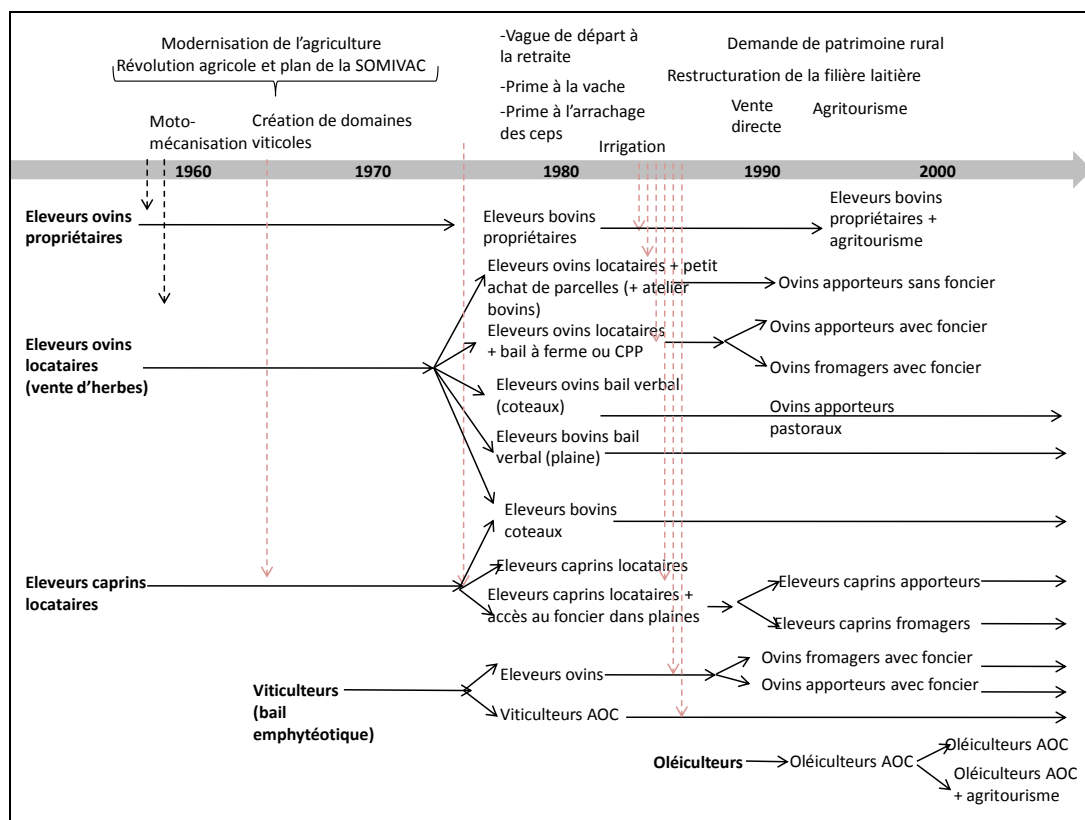 Modernisation de l'agriculture
Révolution agricole et plan de la SOMIVAC
-Vague de départ à
la retraite
-Prime à la vache
-Prime à l'arrachage
des ceps
Demande de patrimoine rural
Restructuration de la filière laitière
Vente
directe
Agritourisme
Moto-
mécanisation
Création de domaines
viticoles
Irrigation
1960
1970
1980
1990
2000
Eleveurs ovins
propriétaires
Eleveurs bovins
propriétaires
Eleveurs bovins
propriétaires +
agritourisme
Eleveurs ovins locataires + petit
achat de parcelles (+ atelier
bovins)
Ovins apporteurs sans foncier
Eleveurs ovins
locataires
(vente d'herbes)
Eleveurs ovins locataires
+ bail à ferme ou CPP
Ovins apporteurs avec foncier
Ovins fromagers avec foncier
Eleveurs ovins bail verbal
(coteaux)
Ovins apporteurs
pastoraux
Eleveurs bovins bail
verbal (plaine)
Eleveurs bovins
coteaux
Eleveurs caprins
locataires
Eleveurs caprins locataires
Eleveurs caprins locataires +
accès au foncier dans plaines
Eleveurs caprins apporteurs
Eleveurs caprins fromagers
Viticulteurs
(bail
emphytéotique)
Eleveurs ovins
Ovins fromagers avec foncier
Ovins apporteurs avec foncier
Viticulteurs AOC
Oléiculteurs
Oléiculteurs AOC
Oléiculteurs AOC
Oléiculteurs AOC
+ agritourisme